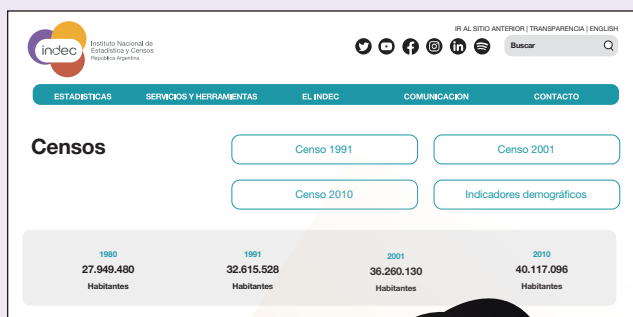 IR AL SITIO ANTERIOR | TRANSPARENCIA | ENGLISH
indec
Instituto Nacional de
Estadística y Censos
República Argentina
Buscar
ESTADISTICAS SERVICIOS Y HERRAMIENTAS EL INDEC COMUNICACION CONTACTO
Censos
Censo 1991 Censo 2001
Censo 2010 Indicadores demográficos
1980 1991 2001 2010
27.949.480 32.615.528 36.260.130 40.117.096
Habitantes Habitantes Habitantes Habitantes